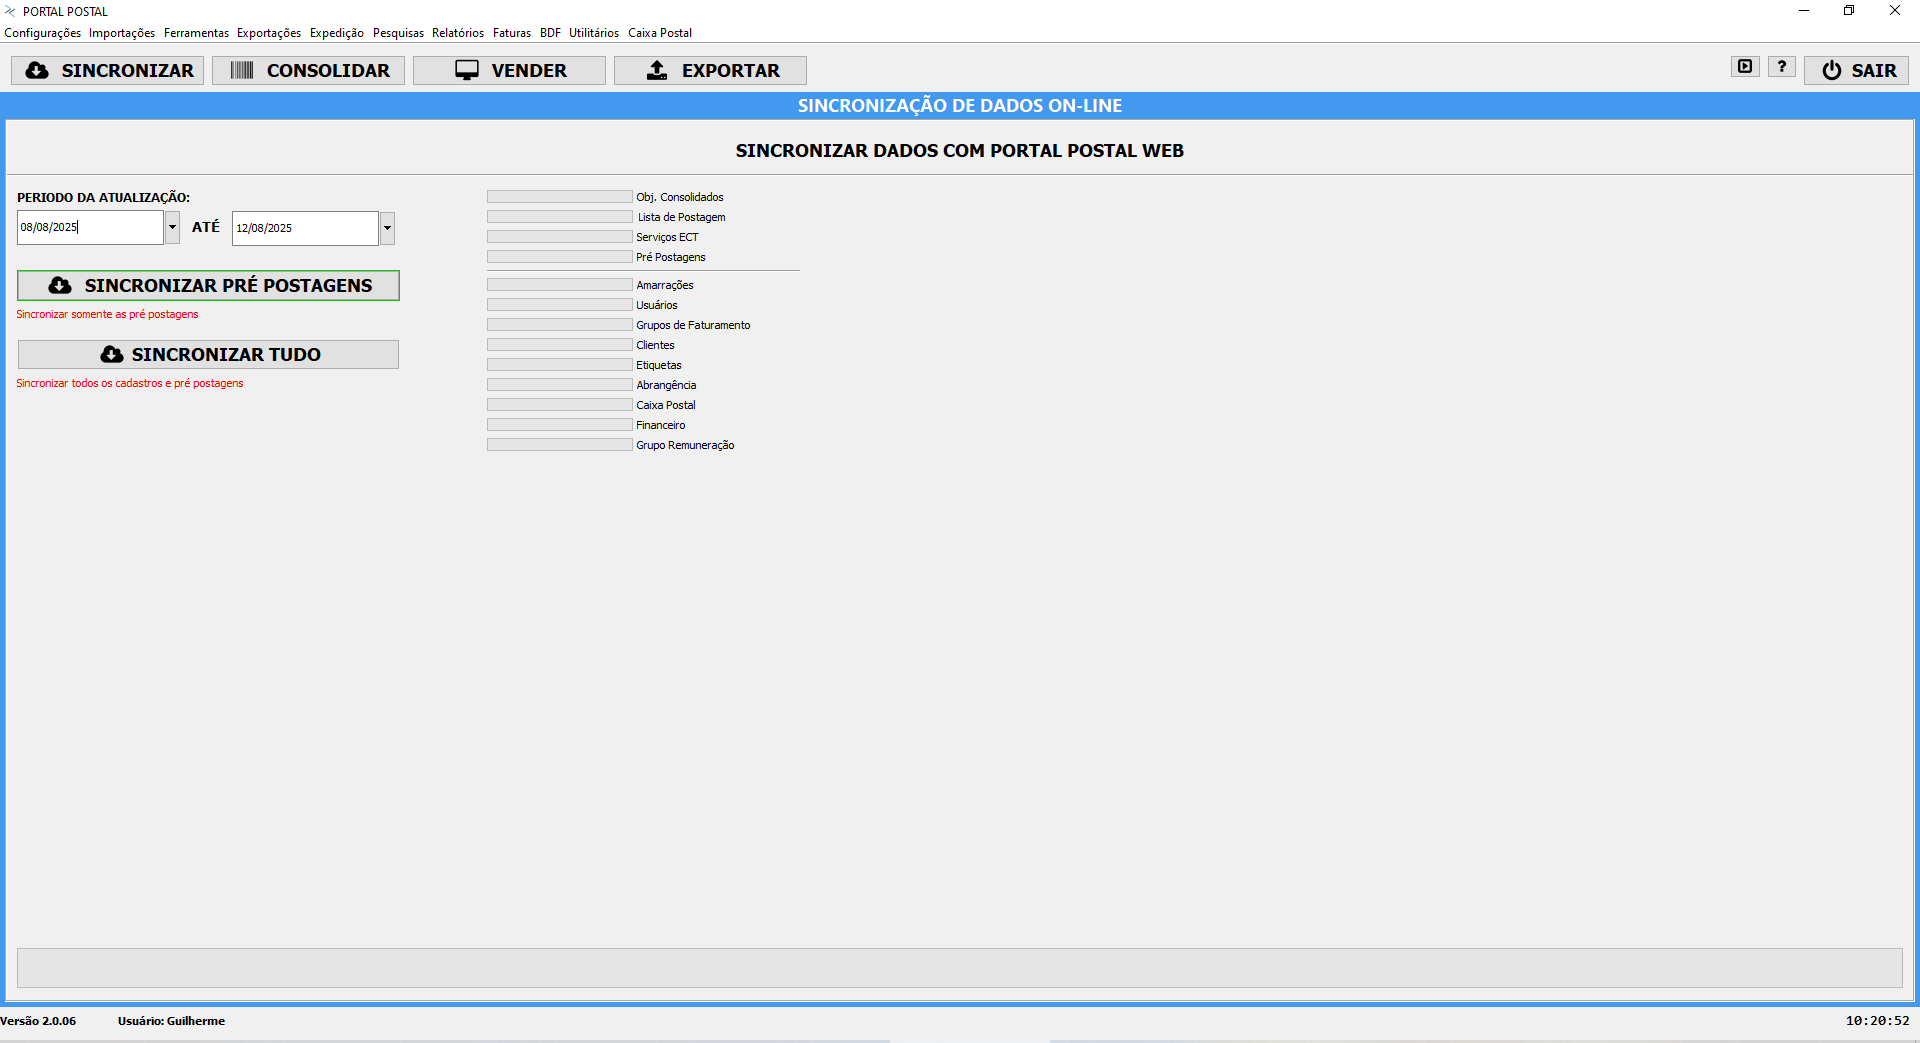 PORTAL POSTAL
Configurações Importações Ferramentas Exportações Expedição Pesquisas Relatórios Faturas BDF Utilitários Caixa Postal
SINCRONIZAR CONSOLIDAR VENDER EXPORTAR ? SAIR
SINCRONIZAÇÃO DE DADOS ON-LINE
SINCRONIZAR DADOS COM PORTAL POSTAL WEB
PERIODO DA ATUALIZAÇÃO:
08/08/2025 ATÉ 12/08/2025
SINCRONIZAR PRÉ POSTAGENS
Sincronizar somente as pré postagens
SINCRONIZAR TUDO
Sincronizar todos os cadastros e pré postagens
Obj. Consolidados
Lista de Postagem
Serviços ECT
Pré Postagens
Amarrações
Usuários
Grupos de Faturamento
Clientes
Etiquetas
Abrangência
Caixa Postal
Financeiro
Grupo Remuneração
Versão 2.0.06 Usuário: Guilherme 10:20:52